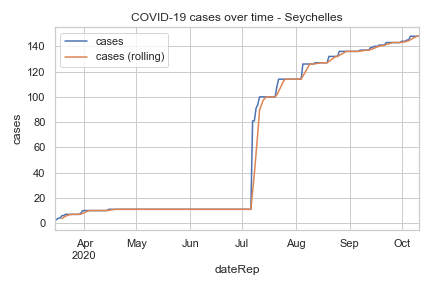 COVID-19 cases over time - Seychelles
cases
cases (rolling)
140
120
100
80
60
40
20
0
cases
Apr May Jun Jul Aug Sep Oct
2020
dateRep